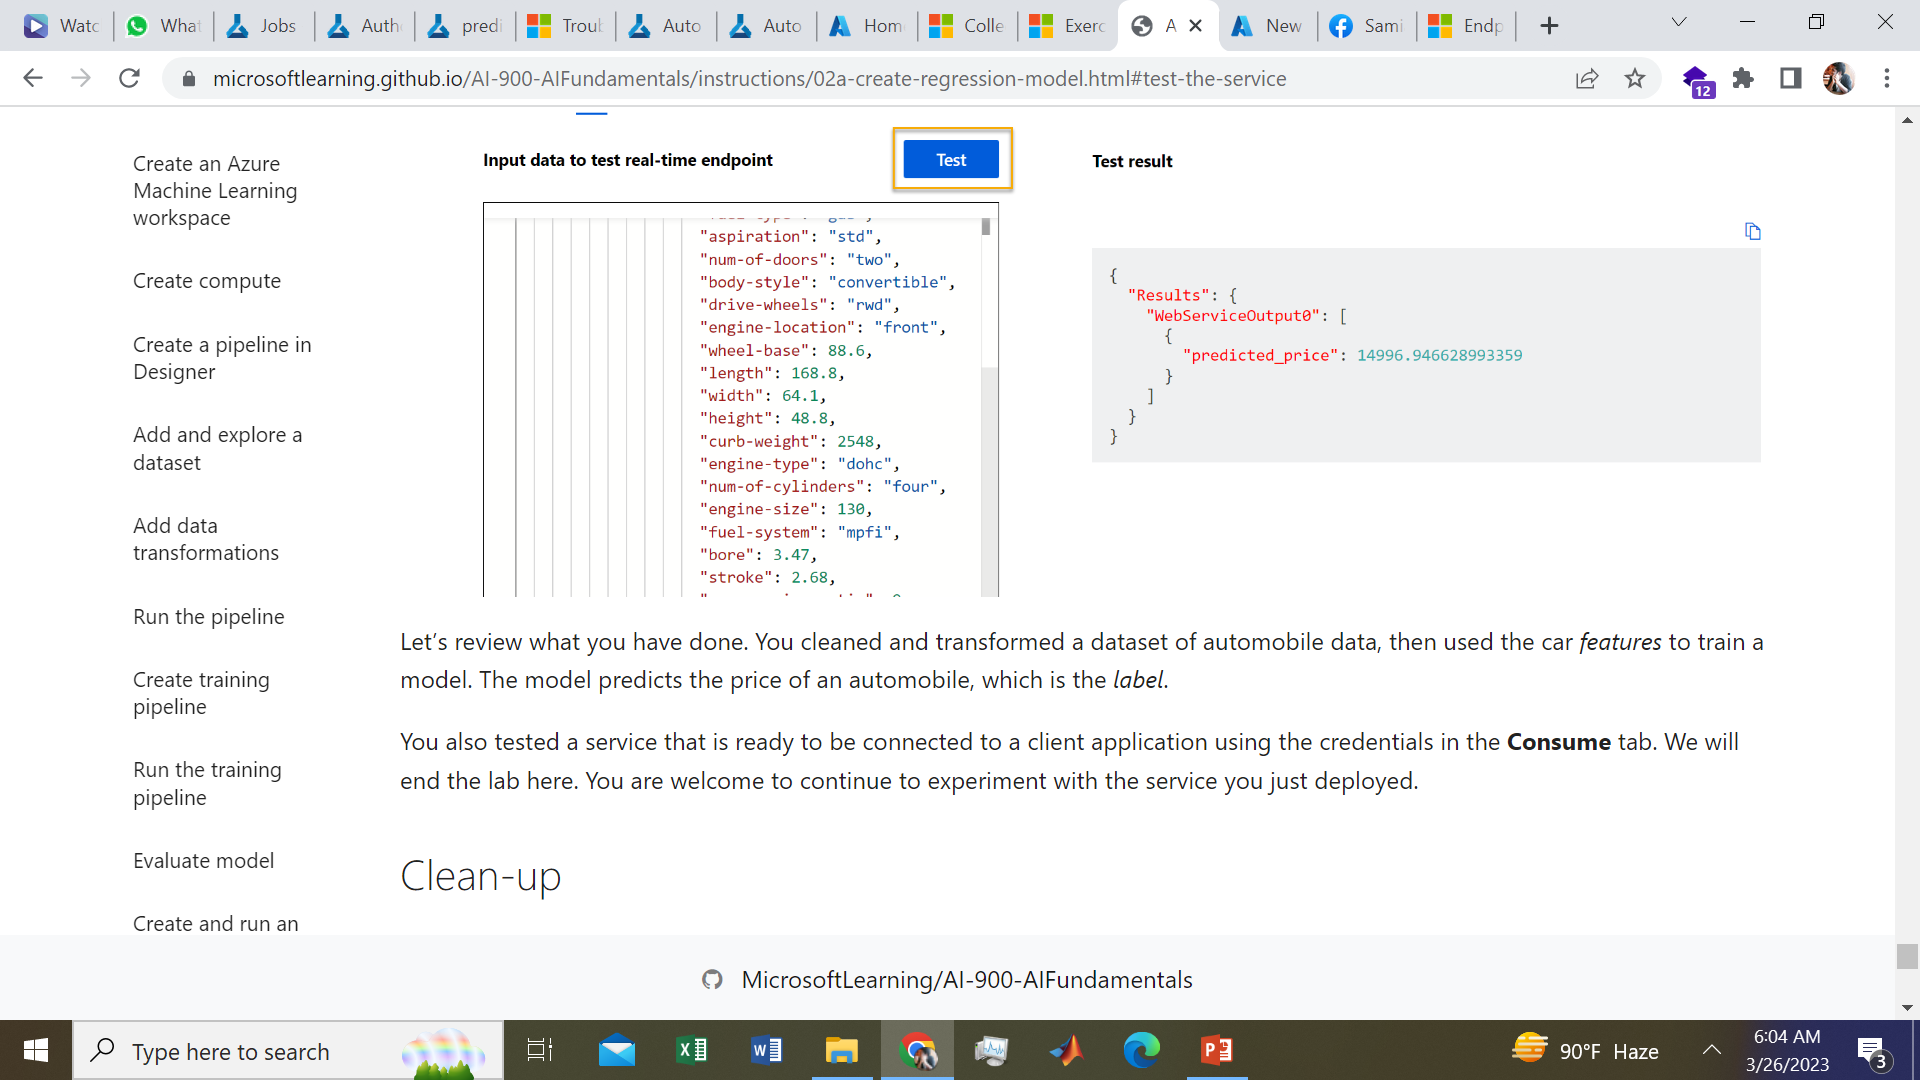 Watc
What
Jobs
Auth
predi
Troub
Auto
Auto
Hom
Colle
Exerc
A
New
Sami
Endp
microsoftlearning.github.io/AI-900-AIFundamentals/instructions/02a-create-regression-model.html#test-the-service
12
Create an Azure
Machine Learning
workspace
Create compute
Create a pipeline in
Designer
Add and explore a
dataset
Add data
transformations
Run the pipeline
Create training
pipeline
Run the training
pipeline
Evaluate model
Create and run an
Input data to test real-time endpoint
Test
"aspiration": "std",
"num-of-doors": "two",
"body-style": "convertible",
"drive-wheels": "rwd",
"engine-location": "front",
"wheel-base": 88.6,
"length": 168.8,
"width": 64.1,
"height": 48.8,
"curb-weight": 2548,
"engine-type": "dohc",
"num-of-cylinders": "four",
"engine-size": 130,
"fuel-system": "mpfi",
"bore": 3.47,
"stroke": 2.68,
Test result
{
"Results": {
"WebServiceOutput0": [
{
"predicted_price": 14996.946628993359
}
]
}
}
Let’s review what you have done. You cleaned and transformed a dataset of automobile data, then used the car features to train a
model. The model predicts the price of an automobile, which is the label.
You also tested a service that is ready to be connected to a client application using the credentials in the Consume tab. We will
end the lab here. You are welcome to continue to experiment with the service you just deployed.
Clean-up
MicrosoftLearning/AI-900-AIFundamentals
Type here to search
90°F Haze
6:04 AM
3/26/2023
3